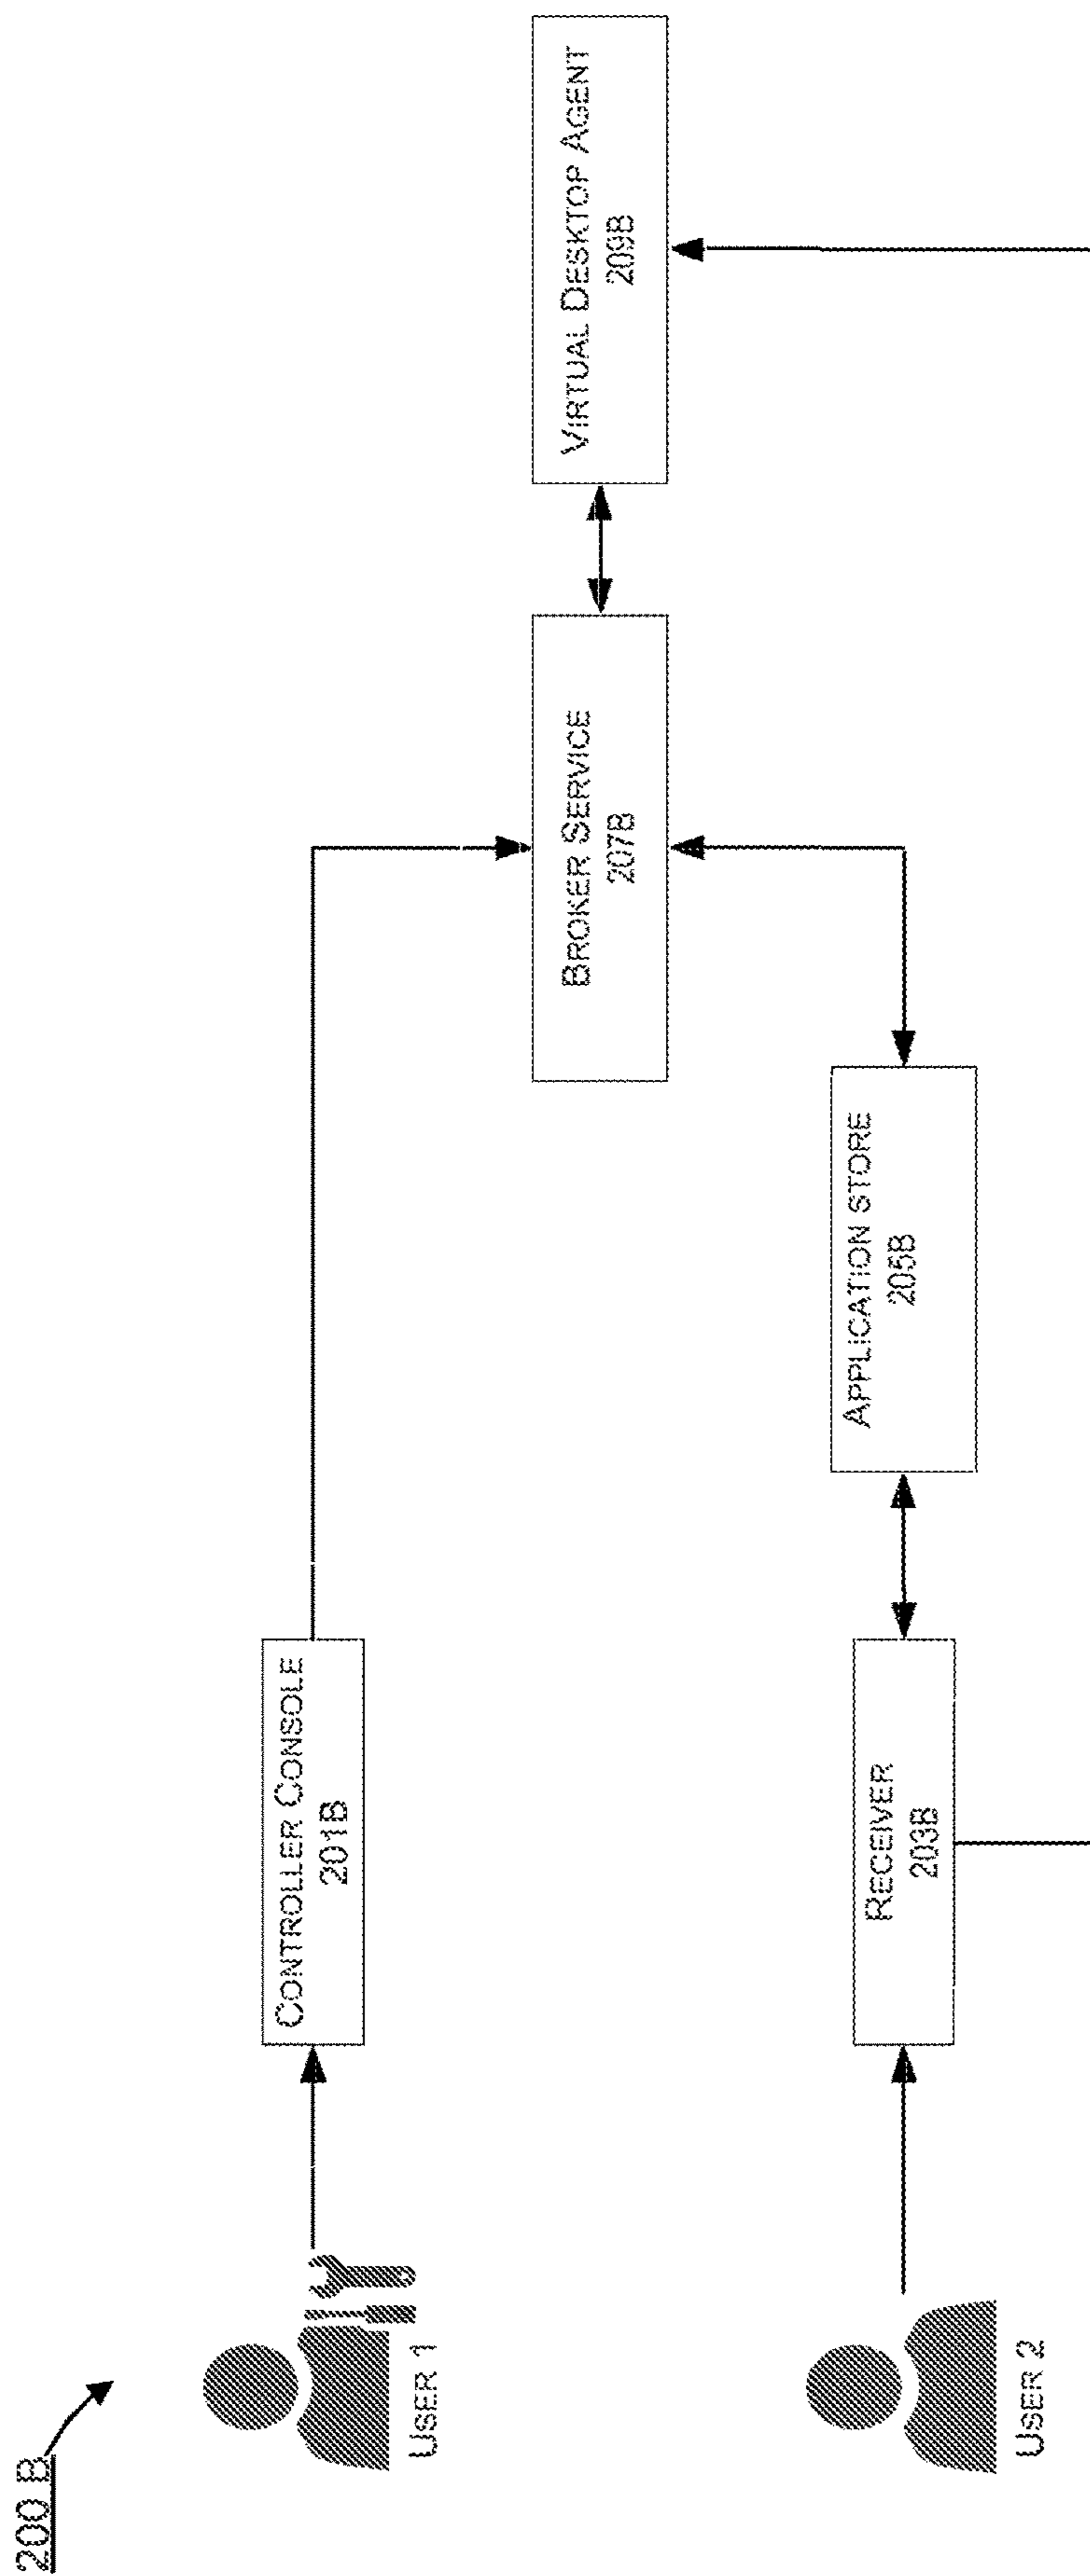 200 B
USER 1
CONTROLLER CONSOLE
201B
BROKER SERVICE
207B
VIRTUAL DESKTOP AGENT
209B
USER 2
RECEIVER
203B
APPLICATION STORE
205B